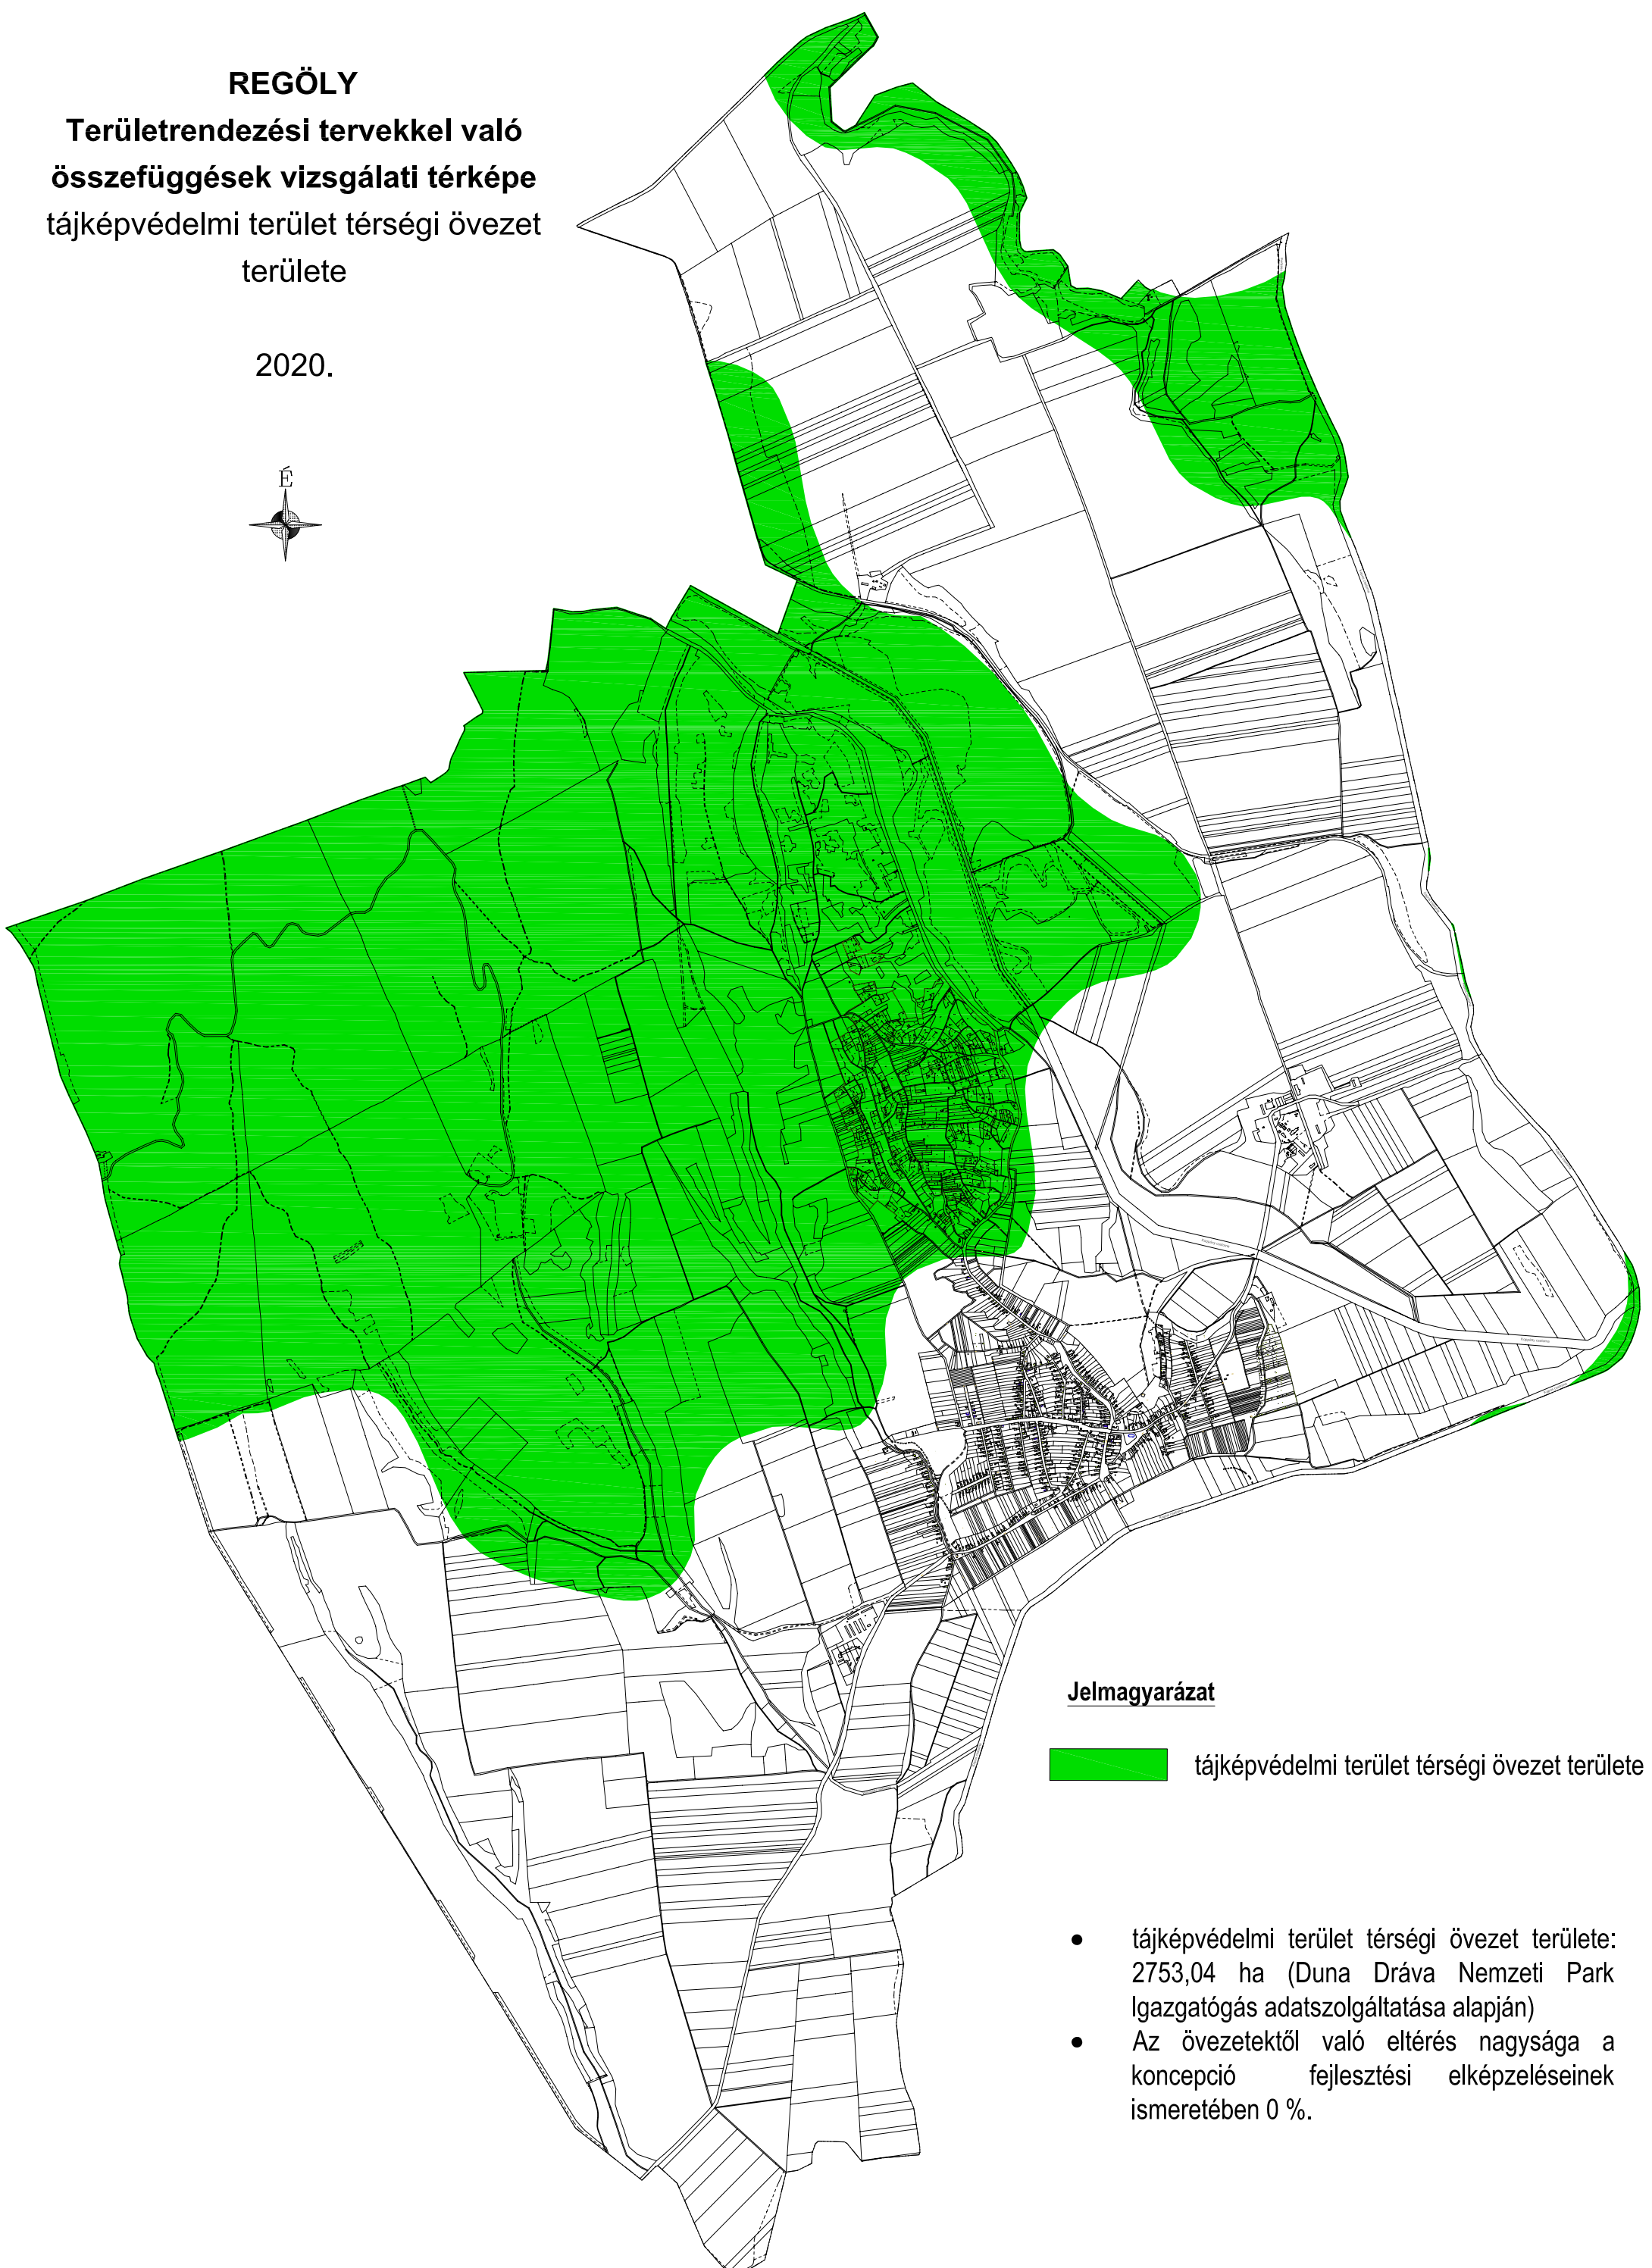 REGÖLY
Területrendezési tervekkel való
összefüggések vizsgálati térképe
tájképvédelmi terület térségi övezet
területe
2020.
É
Jelmagyarázat
tájképvédelmi terület térségi övezet területe
• tájképvédelmi terület térségi övezet területe:
2753,04 ha (Duna Dráva Nemzeti Park
Igazgatógás adatszolgáltatása alapján)
• Az övezetektől való eltérés nagysága a
koncepció fejlesztési elképzeléseinek
ismeretében 0 %.